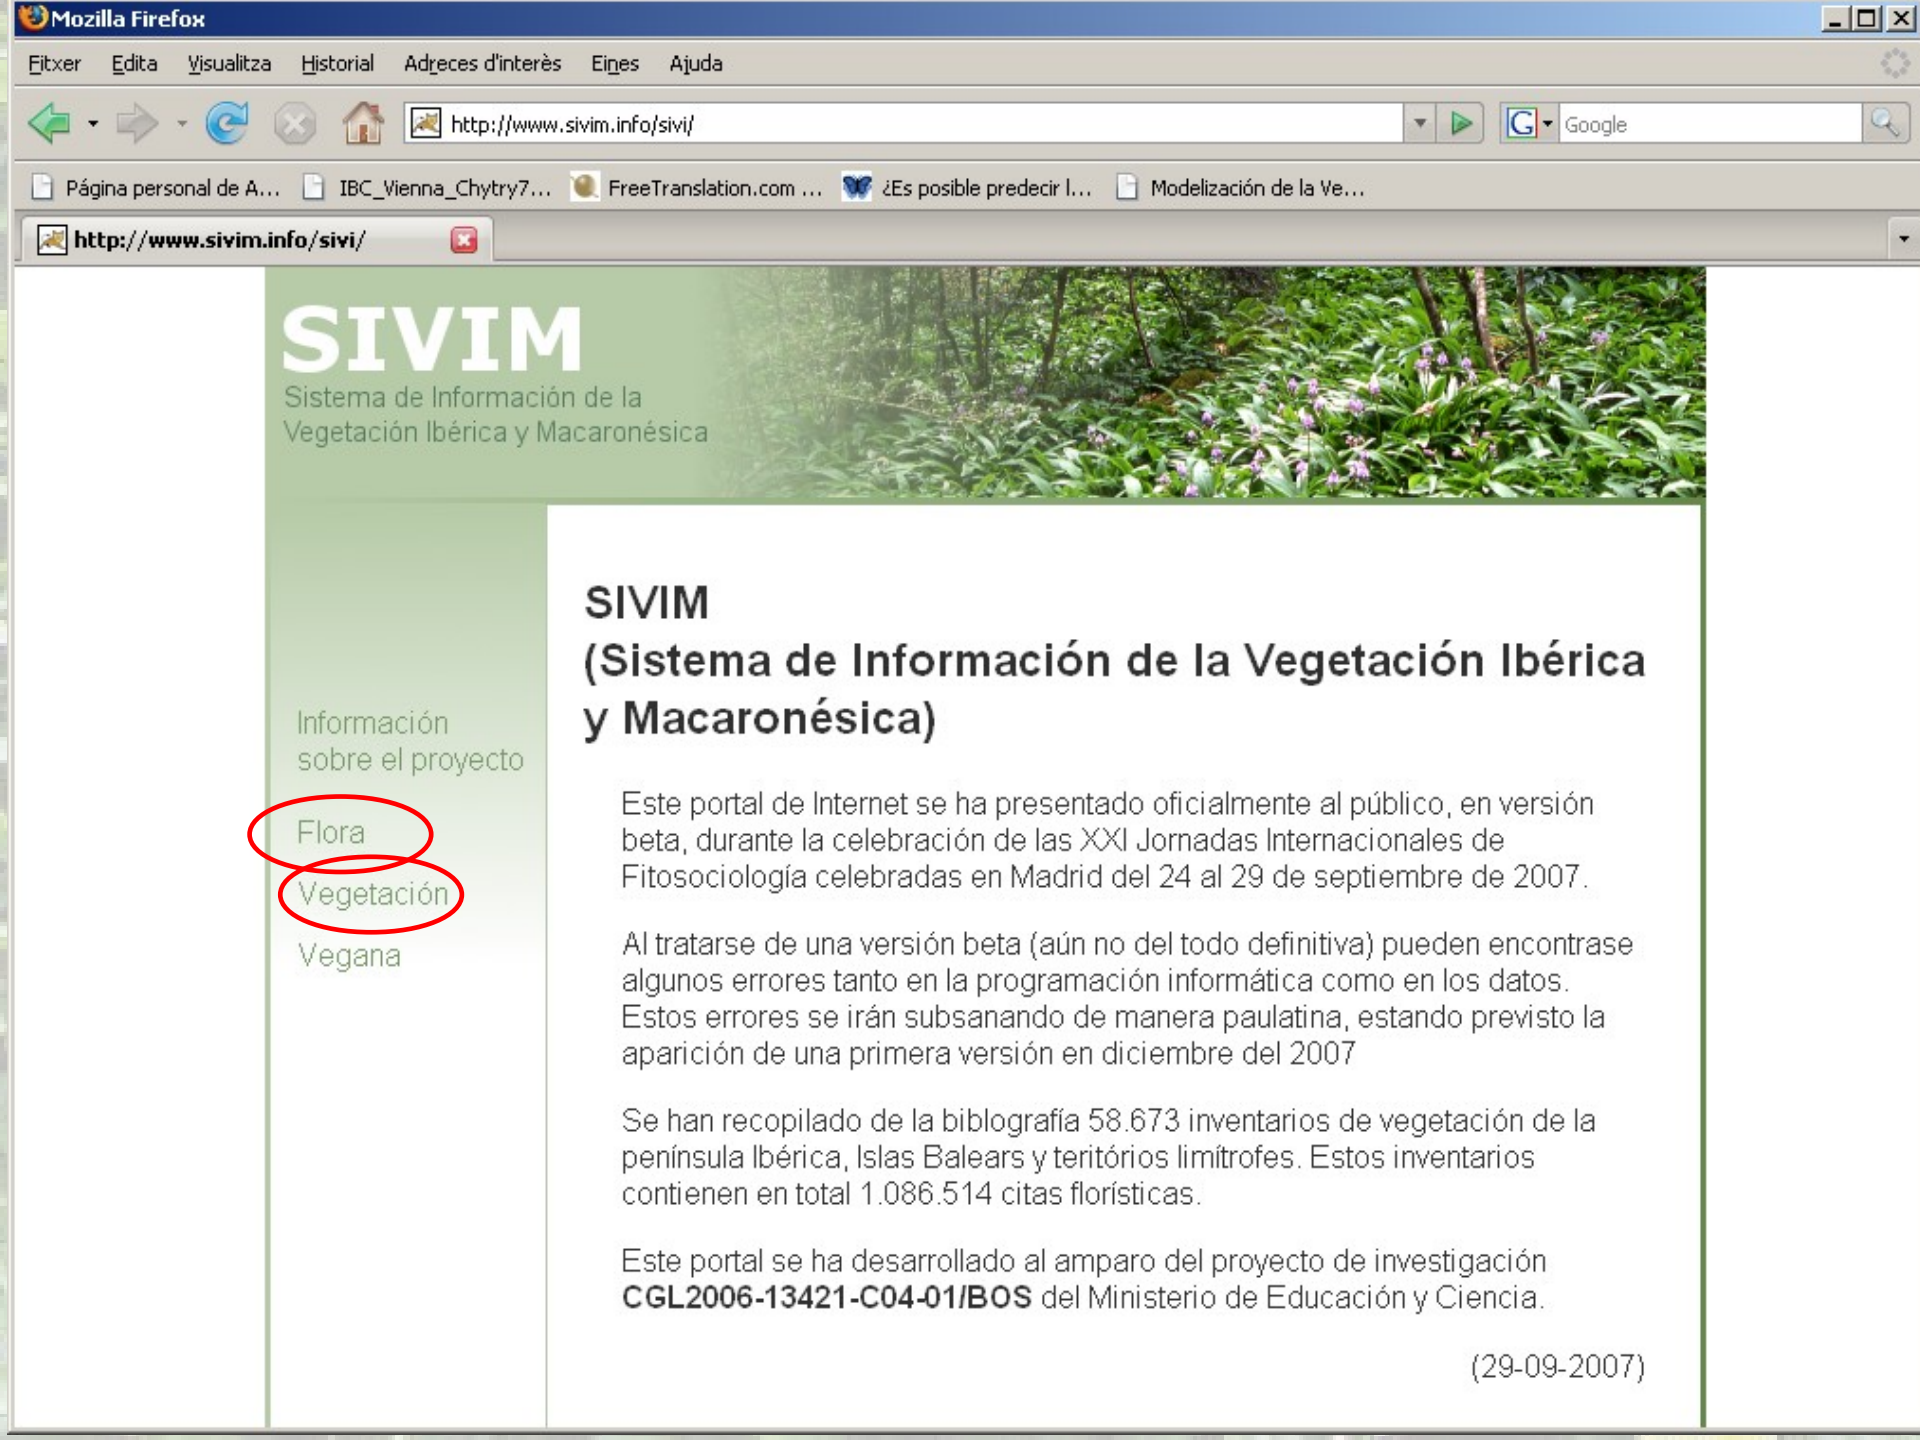 Mozilla Firefox
Fitxer Edita Visualitza Historial Adreces d'interès Eines Ajuda
http://www.sivim.info/sivi/
G Google
Página personal de A... IBC_Vienna_Chytry7... FreeTranslation.com ... ¿Es posible predecir l... Modelización de la Ve...
http://www.sivim.info/sivi/
SIVIM
Sistema de Información de la
Vegetación Ibérica y Macaronésica
Información
sobre el proyecto
Flora
Vegetación
Vegana
SIVIM
(Sistema de Información de la Vegetación Ibérica
y Macaronésica)
Este portal de Internet se ha presentado oficialmente al público, en versión
beta, durante la celebración de las XXI Jornadas Internacionales de
Fitosociología celebradas en Madrid del 24 al 29 de septiembre de 2007.
Al tratarse de una versión beta (aún no del todo definitiva) pueden encontrase
algunos errores tanto en la programación informática como en los datos.
Estos errores se irán subsanando de manera paulatina, estando previsto la
aparición de una primera versión en diciembre del 2007
Se han recopilado de la biblografía 58.673 inventarios de vegetación de la
península Ibérica, Islas Balears y teritórios limítrofes. Estos inventarios
contienen en total 1.086.514 citas florísticas.
Este portal se ha desarrollado al amparo del proyecto de investigación
CGL2006-13421-C04-01/BOS del Ministerio de Educación y Ciencia.
(29-09-2007)